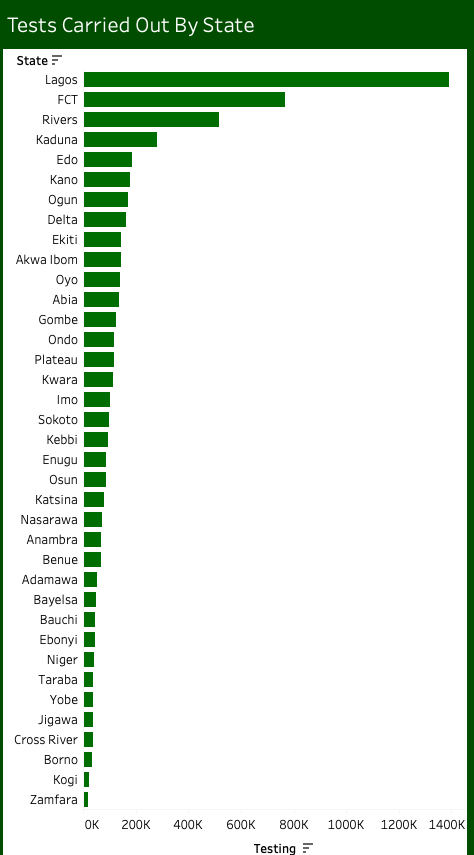 Tests Carried Out By State
State
Lagos
FCT
Rivers
Kaduna
Edo
Kano
Ogun
Delta
Ekiti
Akwa Ibom
Oyo
Abia
Gombe
Ondo
Plateau
Kwara
Imo
Sokoto
Kebbi
Enugu
Osun
Katsina
Nasarawa
Anambra
Benue
Adamawa
Bayelsa
Bauchi
Ebonyi
Niger
Taraba
Yobe
Jigawa
Cross River
Borno
Kogi
Zamfara
0K 200K 400K 600K 800K 1000K 1200K 1400K
Testing